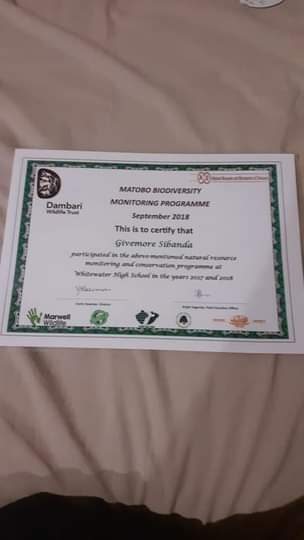 Dambari
Wildlife Trust
MATOBO BIODIVERSITY
MONITORING PROGRAMME
September 2018
This is to certify that
Givemore Sibanda
participated in the above-mentioned natural resource
monitoring and conservation programme at
Whitewater High School in the years 2017 and 2018
Marwell
Wildlife